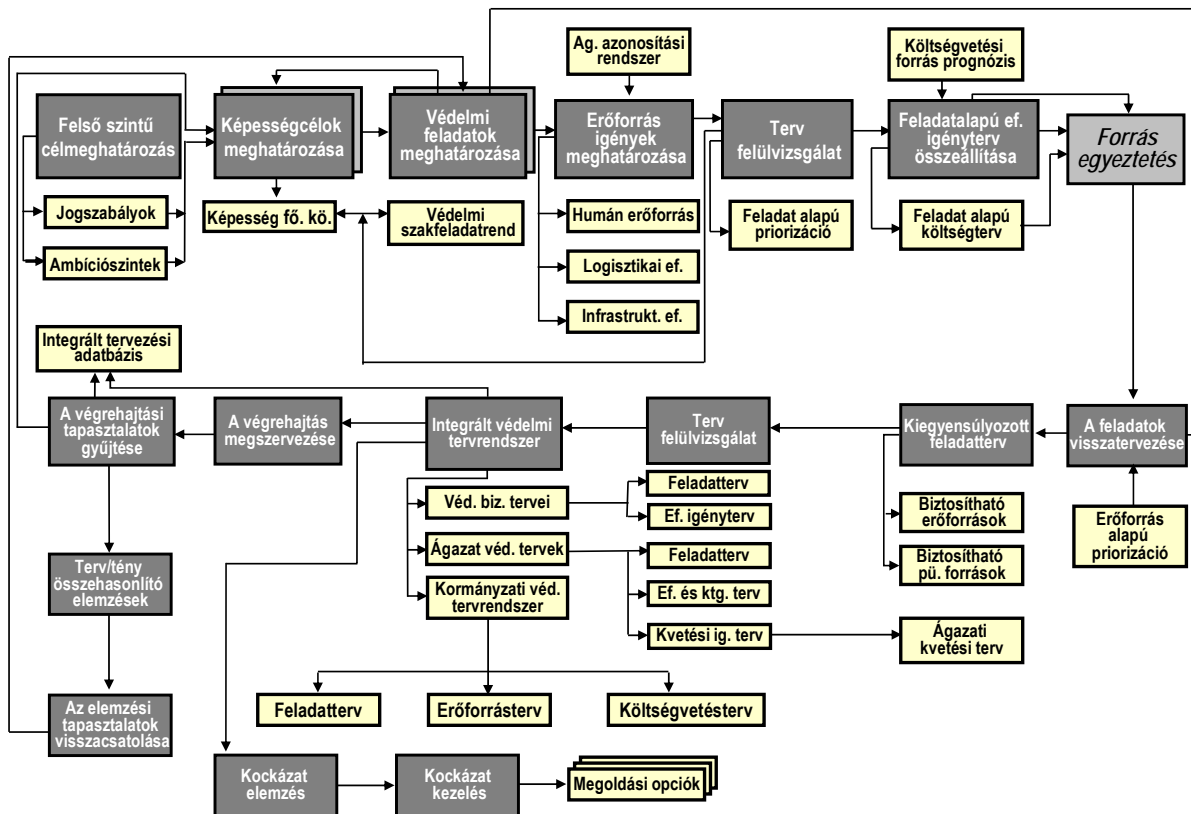 Ag. azonosítási
rendszer
Költségvetési
forrás prognózis
Felső szintű
célmeghatározás
Képességcélok
meghatározása
Védelmi
feladatok
meghatározása
Erőforrás
igények
meghatározása
Terv
felülvizsgálat
Feladatalapú ef.
igényterv
összeállítása
Forrás
egyeztetés
Jogszabályok
Ambíciószintek
Képesség fő. kö.
Védelmi
szakfeladatrend
Humán erőforrás
Logisztikai ef.
Infrastrukt. ef.
Feladat alapú
priorizáció
Feladat alapú
költségterv
Integrált tervezési
adatbázis
A végrehajtási
tapasztalatok
gyűjtése
A végrehajtás
megszervezése
Integrált védelmi
tervrendszer
Terv
felülvizsgálat
Kiegyensúlyozott
feladatterv
A feladatok
visszatervezése
Véd. biz. tervei
Ágazat véd. tervek
Kormányzati véd.
tervrendszer
Feladatterv
Ef. igényterv
Feladatterv
Ef. és ktg. terv
Kvetési ig. terv
Biztosítható
erőforrások
Biztosítható
pü. források
Ágazati
kvetési terv
Erőforrás
alapú
priorizáció
Terv/tény
összehasonlító
elemzések
Az elemzési
tapasztalatok
visszacsatolása
Feladatterv
Erőforrásterv
Költségvetésterv
Kockázat
elemzés
Kockázat
kezelés
Megoldási opciók